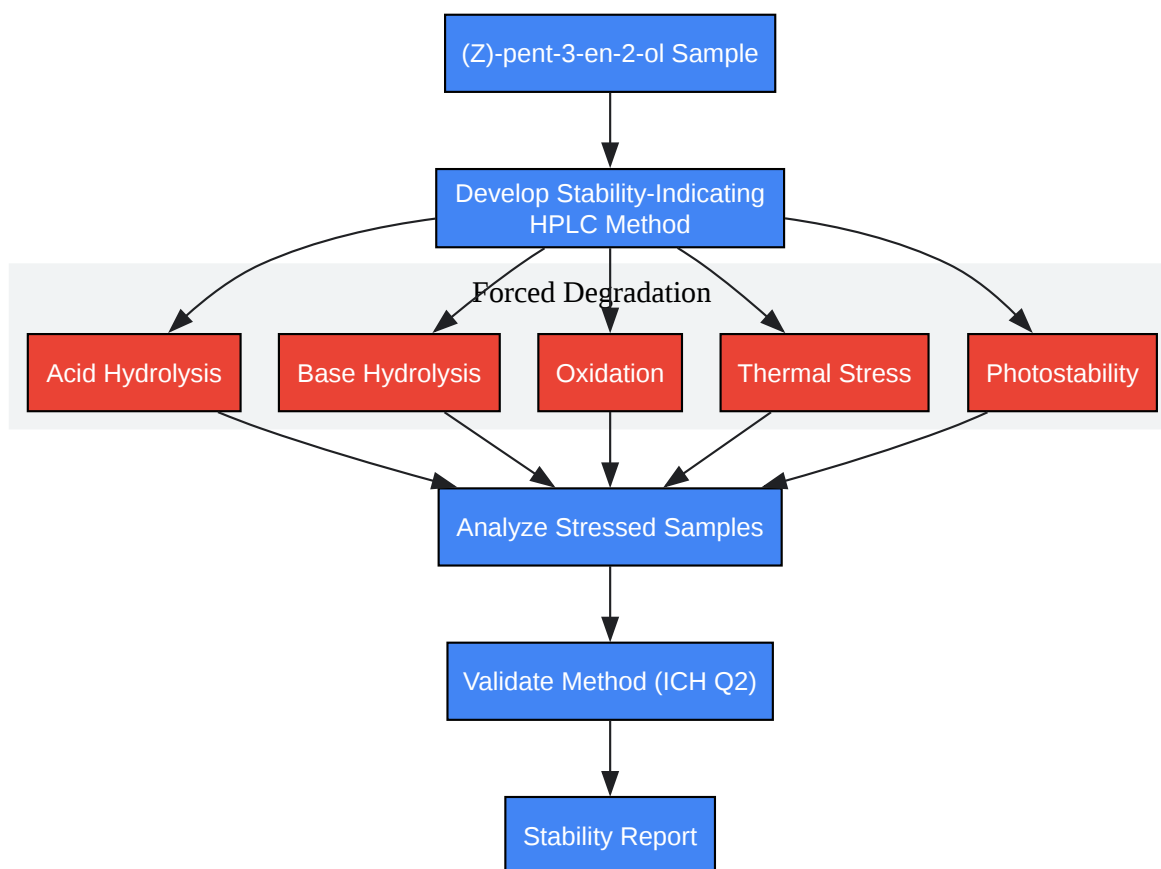 (Z)-pent-3-en-2-ol Sample
Develop Stability-Indicating
HPLC Method
Forced Degradation
Acid Hydrolysis
Base Hydrolysis
Oxidation
Thermal Stress
Photostability
Analyze Stressed Samples
Validate Method (ICH Q2)
Stability Report